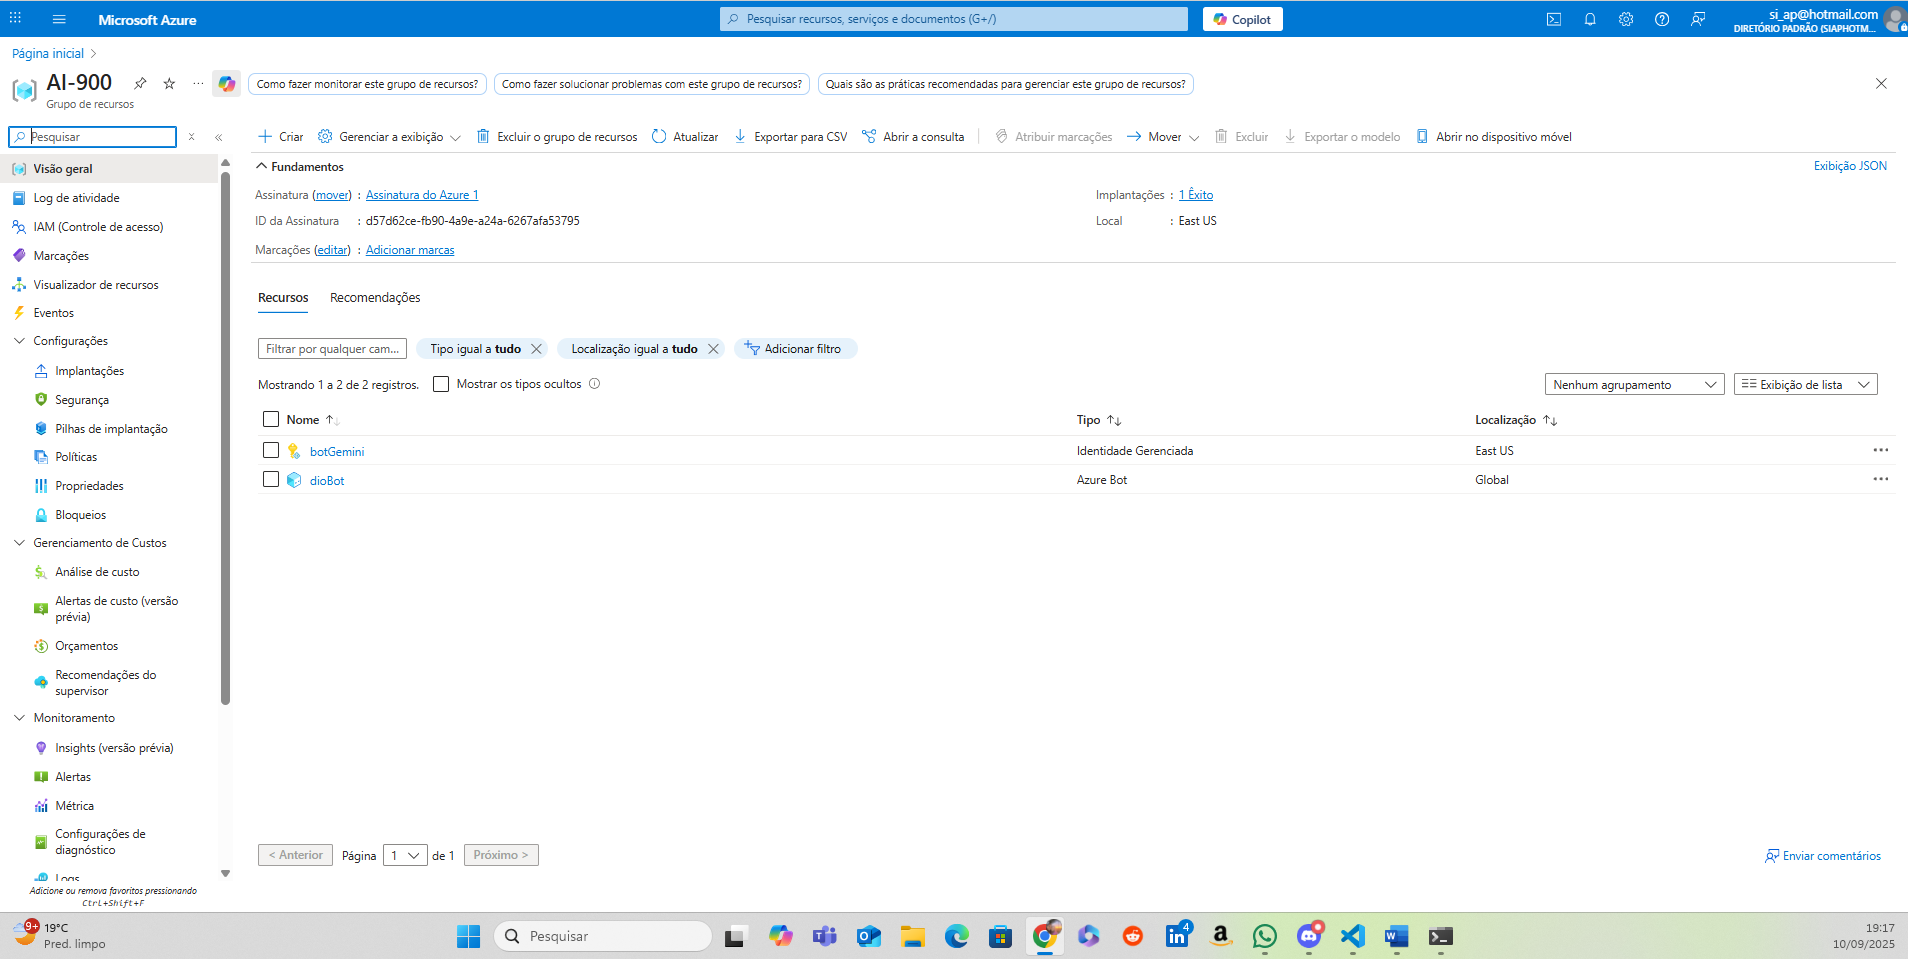 Microsoft Azure
Pesquisar recursos, serviços e documentos (G+/)
Copilot
si_ap@hotmail.com
DIRETÓRIO PADRÃO (SIAPHOTM...
Página inicial
AI-900
Grupo de recursos
Como fazer monitorar este grupo de recursos?
Como fazer solucionar problemas com este grupo de recursos?
Quais são as práticas recomendadas para gerenciar este grupo de recursos?
Pesquisar
Criar
Gerenciar a exibição
Excluir o grupo de recursos
Atualizar
Exportar para CSV
Abrir a consulta
Atribuir marcações
Mover
Excluir
Exportar o modelo
Abrir no dispositivo móvel
Visão geral
Log de atividade
IAM (Controle de acesso)
Marcações
Visualizador de recursos
Eventos
Configurações
Implantações
Segurança
Pilhas de implantação
Políticas
Propriedades
Bloqueios
Gerenciamento de Custos
Análise de custo
Alertas de custo (versão
prévia)
Orçamentos
Recomendações do
supervisor
Monitoramento
Insights (versão prévia)
Alertas
Métrica
Configurações de
diagnóstico
Logs
Adicione ou remova favoritos pressionando
Ctrl+Shift+F
Fundamentos
Exibição JSON
Assinatura (mover) : Assinatura do Azure 1
Implantações : 1 Êxito
ID da Assinatura : d57d62ce-fb90-4a9e-a24a-6267afa53795
Local : East US
Marcações (editar) : Adicionar marcas
Recursos
Recomendações
Filtrar por qualquer cam...
Tipo igual a tudo
Localização igual a tudo
Adicionar filtro
Mostrando 1 a 2 de 2 registros.
Mostrar os tipos ocultos
Nenhum agrupamento
Exibição de lista
Nome
Tipo
Localização
botGemini
Identidade Gerenciada
East US
dioBot
Azure Bot
Global
< Anterior
Página
1
de 1
Próximo >
Enviar comentários
9+
19°C
Pred. limpo
Pesquisar
4
19:17
10/09/2025